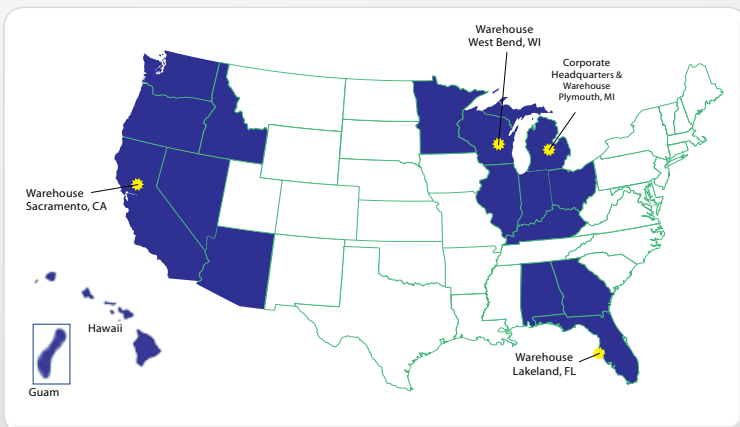 Warehouse
West Bend, WI
Corporate
Headquarters &
Warehouse
Plymouth, MI
Warehouse
Sacramento, CA
Hawaii
Guam
Warehouse
Lakeland, FL